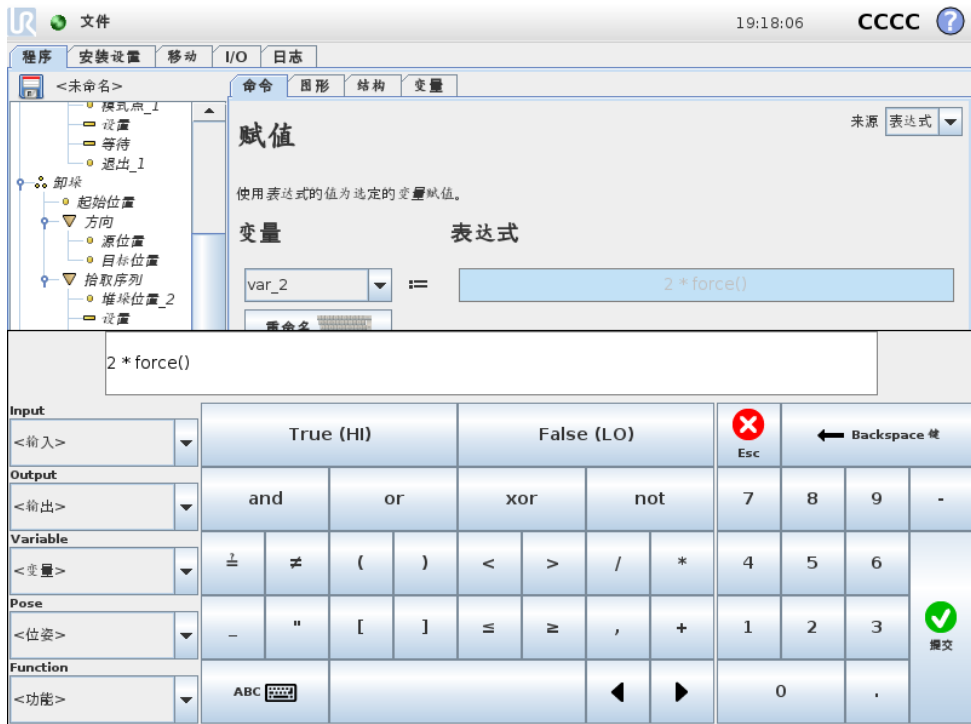 UR 文件 19:18:06 CCCC ?
程序 安装设置 移动 I/O 日志
<未命名> 命令 图形 结构 变量
模式点_1
设置
等待
退出_1
卸垛
起始位置
方向
源位置
目标位置
拾取序列
堆垛位置_2
设置
赋值
来源 表达式
使用表达式的值为选定的变量赋值。
变量 表达式
var_2 := 2 * force()
重命名
2 * force()
Input
<输入>
Output
<输出>
Variable
<变量>
Pose
<位姿>
Function
<功能>
True (HI) False (LO) Esc Backspace 键
and or xor not 7 8 9 -
≟ ≠ ( ) < > / * 4 5 6
_ " [ ] ≤ ≥ , + 1 2 3 提交
ABC 0 .